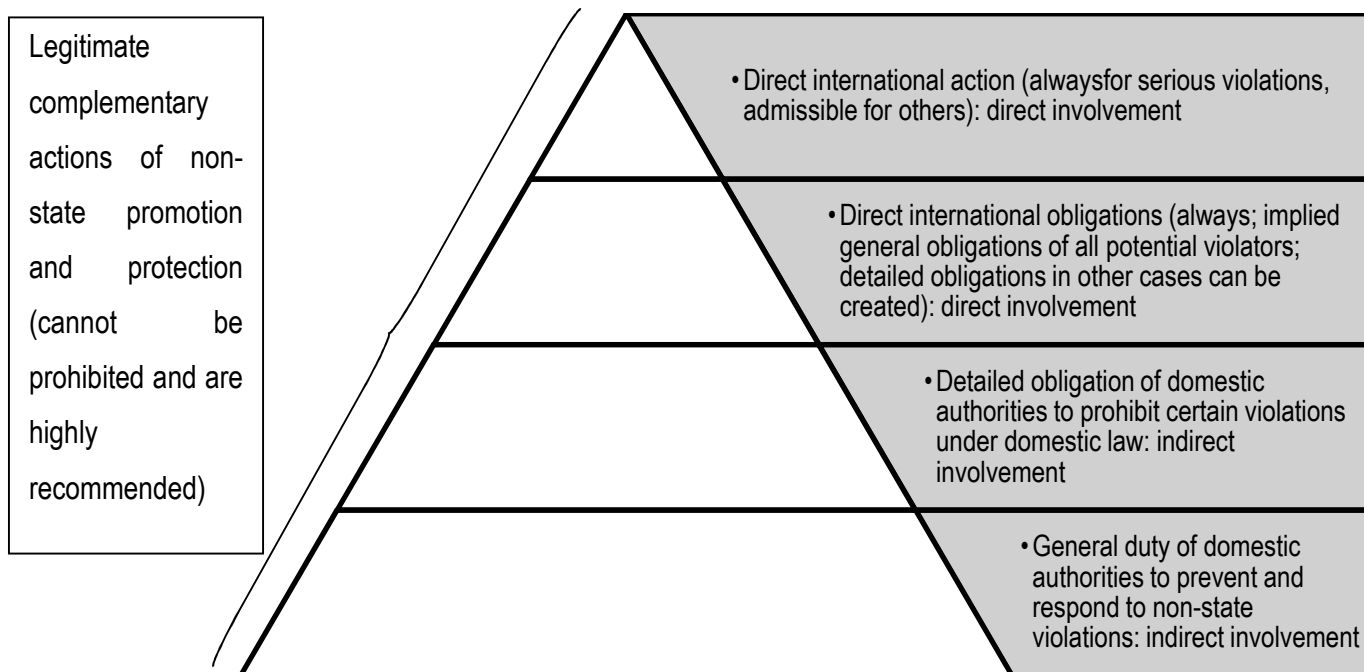 Legitimate
complementary
actions of non-
state promotion
and protection
(cannot be
prohibited and are
highly
recommended)
•Direct international action (alwaysfor serious violations,
admissible for others): direct involvement
•Direct international obligations (always; implied
general obligations of all potential violators;
detailed obligations in other cases can be
created): direct involvement
•Detailed obligation of domestic
authorities to prohibit certain violations
under domestic law: indirect
involvement
•General duty of domestic
authorities to prevent and
respond to non-state
violations: indirect involvement